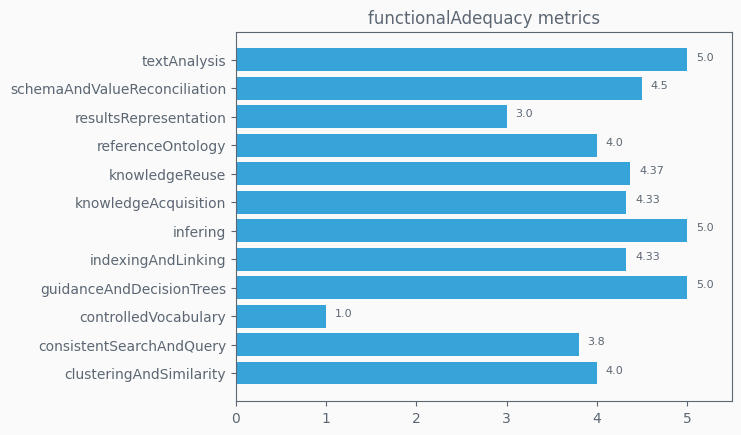 functionalAdequacy metrics
textAnalysis 5.0
schemaAndValueReconciliation 4.5
resultsRepresentation 3.0
referenceOntology 4.0
knowledgeReuse 4.37
knowledgeAcquisition 4.33
infering 5.0
indexingAndLinking 4.33
guidanceAndDecisionTrees 5.0
controlledVocabulary 1.0
consistentSearchAndQuery 3.8
clusteringAndSimilarity 4.0
0 1 2 3 4 5